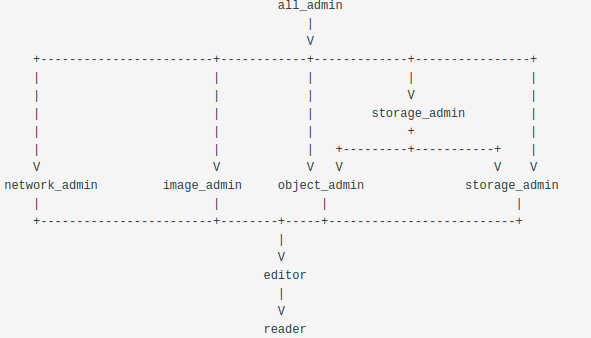 all_admin
|
V
+------------------------+------------+------------+----------------+
| | | | |
| | | V |
| | | storage_admin |
| | | + |
| | | +---------+-----------+ |
V V V V V V
network_admin image_admin object_admin storage_admin
| | | |
+------------------------+--------+-----+--------------------------+
|
V
editor
|
V
reader